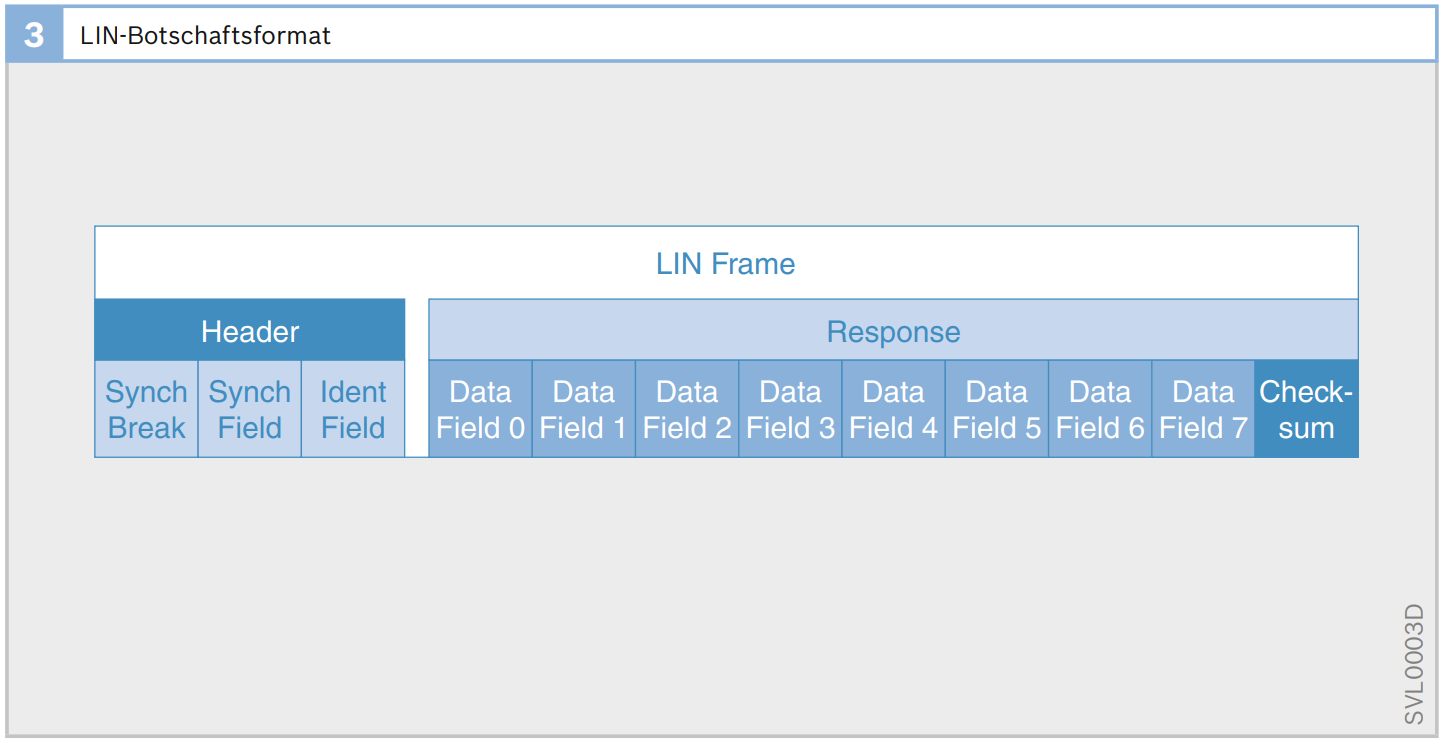 3
LIN-Botschaftsformat
LIN Frame
Header
Response
Synch
Break
Synch
Field
Ident
Field
Data
Field 0
Data
Field 1
Data
Field 2
Data
Field 3
Data
Field 4
Data
Field 5
Data
Field 6
Data
Field 7
Check-
sum
SVL0003D